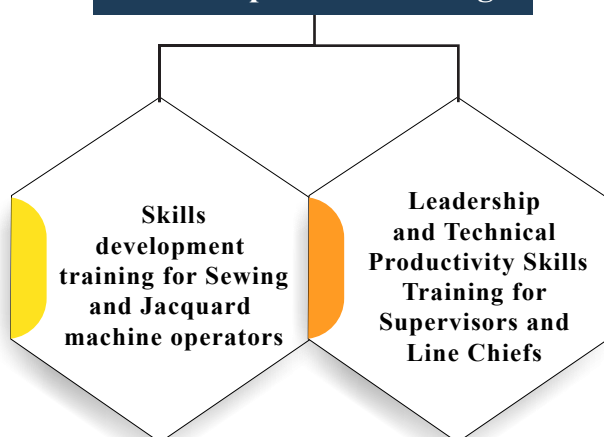 Skills
development
training for Sewing
and Jacquard
machine operators
Leadership
and Technical
Productivity Skills
Training for
Supervisors and
Line Chiefs